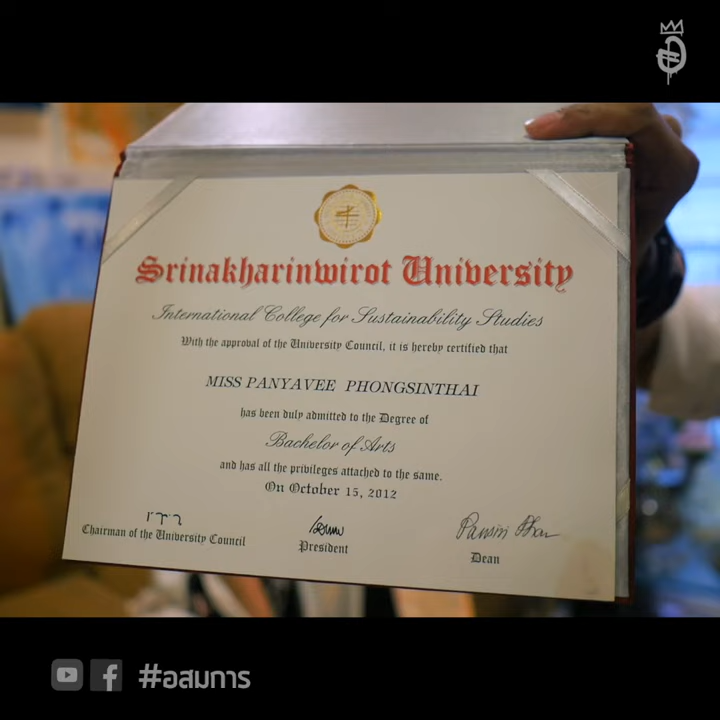 Srinakharinwirot University
International College for Sustainability Studies
With the approval of the University Council, it is hereby certified that
MISS PANYAVEE PHONGSINTHAI
has been duly admitted to the Degree of
Bachelor of Arts
and has all the privileges attached to the same.
On October 15, 2012
Chairman of the University Council
President
Dean
#อสมการ